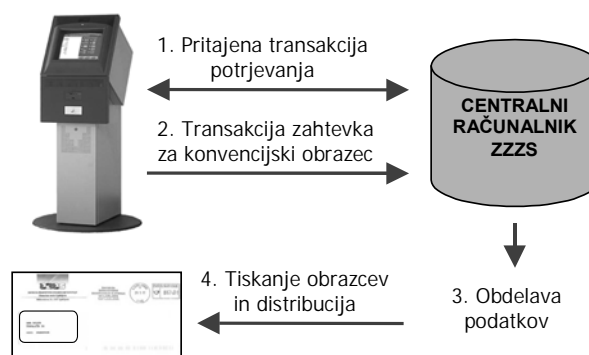 1. Pritajena transakcija
potrjevanja
2. Transakcija zahtevka
za konvencijski obrazec
CENTRALNI
RAČUNALNIK
ZZZS
3. Obdelava
podatkov
4. Tiskanje obrazcev
in distribucija